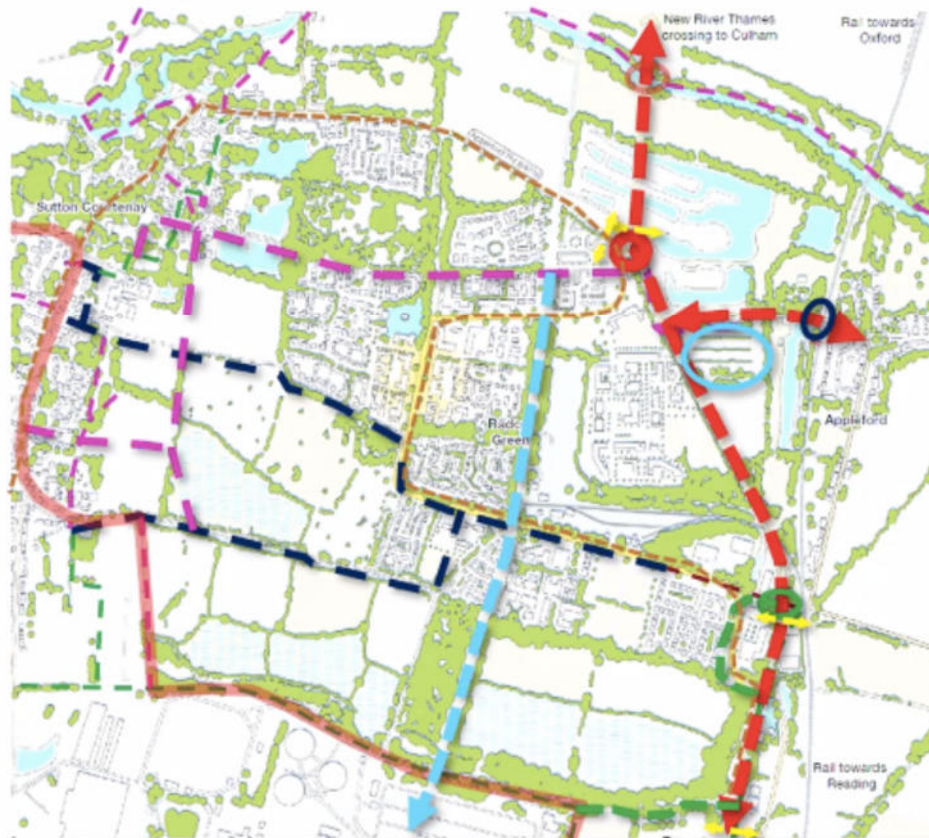 New River Thames
crossing to Culham
Rail towards
Oxford
Sutton Courtenay
Green
Appleford
Rail towards
Reading